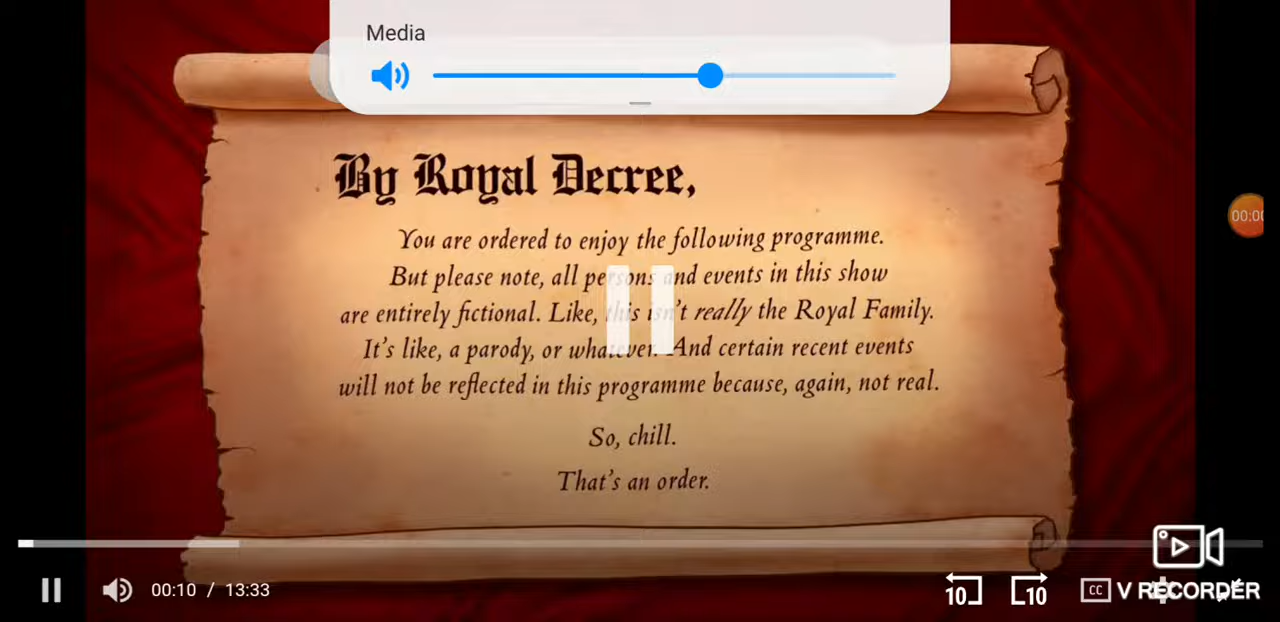 Media
By Royal Decree,
You are ordered to enjoy the following programme.
But please note, all persons and events in this show
are entirely fictional. Like, this isn't really the Royal Family.
It's like, a parody, or whatever. And certain recent events
will not be reflected in this programme because, again, not real.
So, chill.
That's an order.
00:00
00:10 / 13:33
10
10
CC
V RECORDER